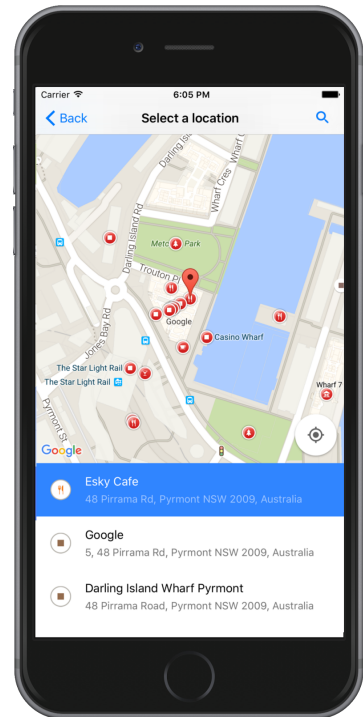 Carrier
6:05 PM
Back
Select a location
Darling Isl
Wharf Cres
Wharf
Darling Island Rd
Metc
Park
Trouton Pl
Google
Jones Bay Rd
Casino Wharf
The Star Light Rail
The Star Light Rail
Wharf 7
Pyrmont St
Google
Esky Cafe
48 Pirrama Rd, Pyrmont NSW 2009, Australia
Google
5, 48 Pirrama Rd, Pyrmont NSW 2009, Australia
Darling Island Wharf Pyrmont
48 Pirrama Road, Pyrmont NSW 2009, Australia